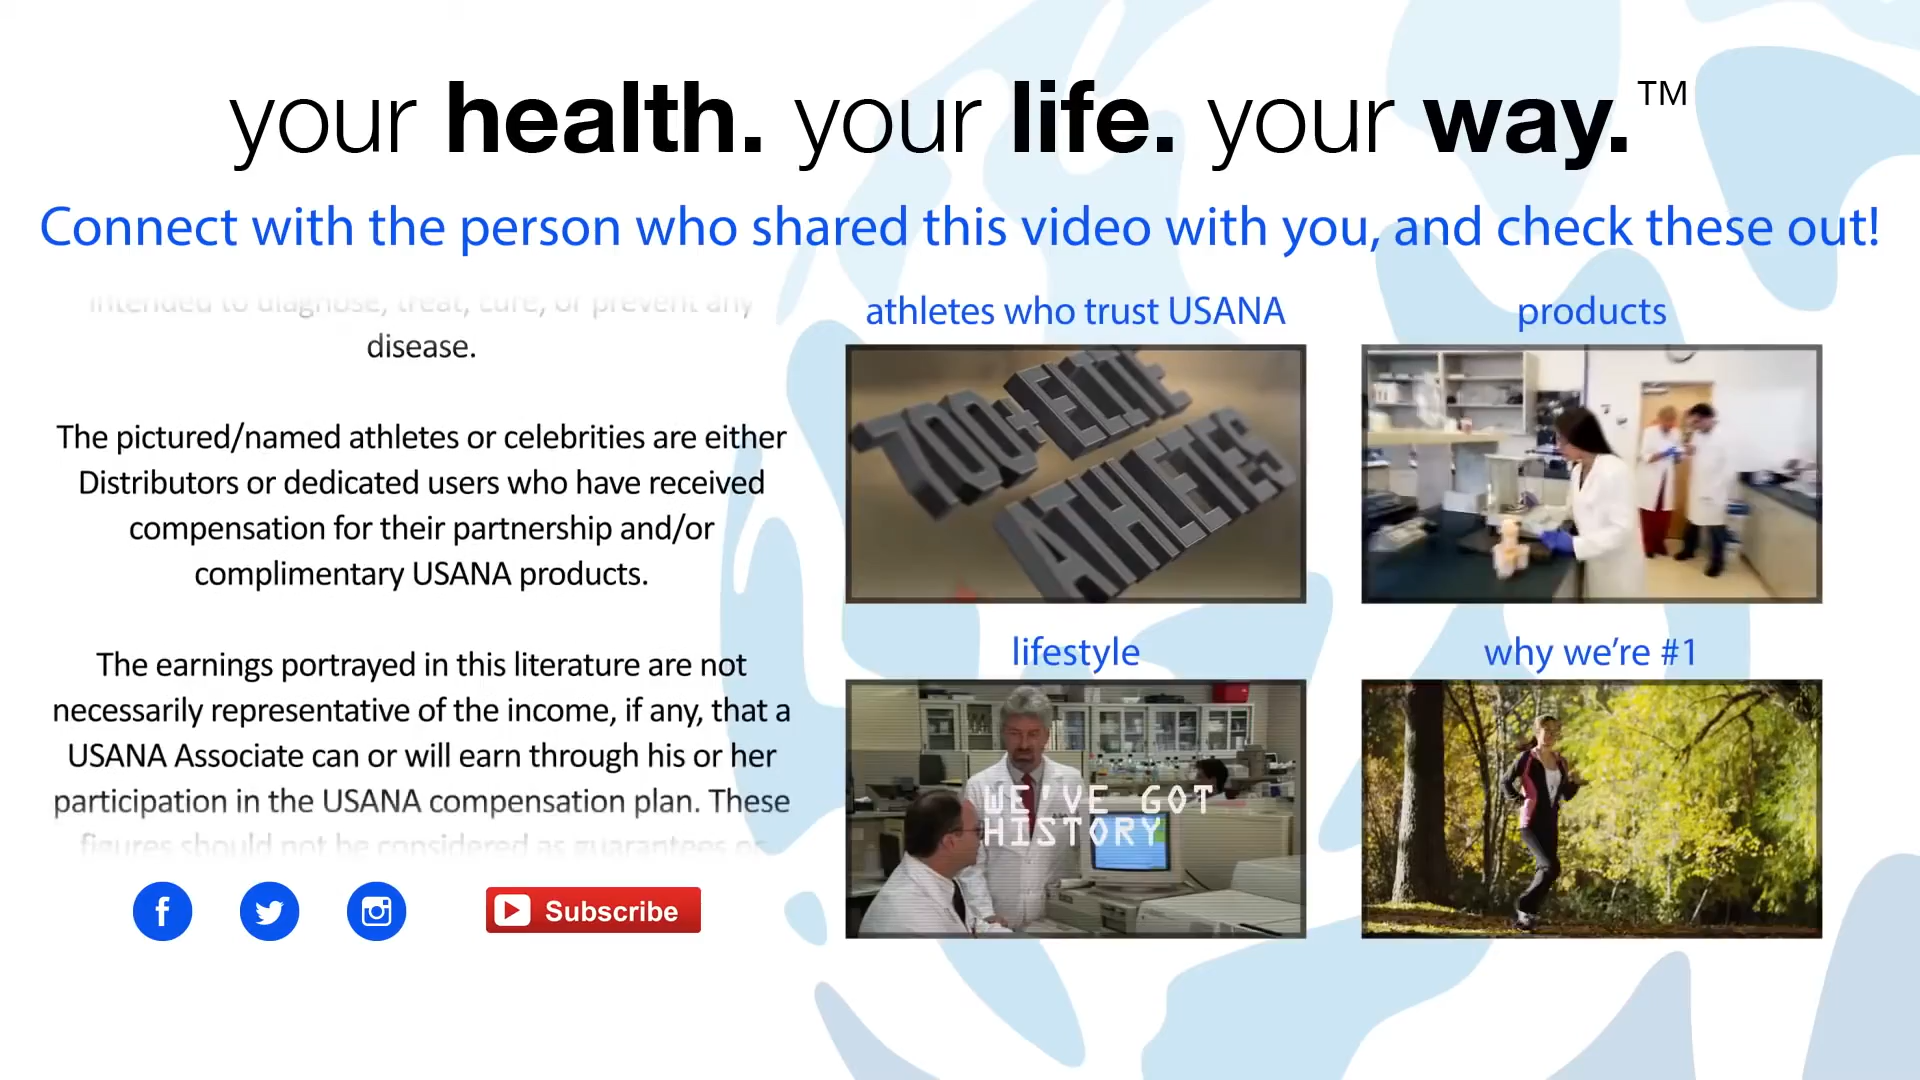 your health. your life. your way.™
Connect with the person who shared this video with you, and check these out!
intended to diagnose, treat, cure, or prevent any
disease.
The pictured/named athletes or celebrities are either
Distributors or dedicated users who have received
compensation for their partnership and/or
complimentary USANA products.
The earnings portrayed in this literature are not
necessarily representative of the income, if any, that a
USANA Associate can or will earn through his or her
participation in the USANA compensation plan. These
figures should not be considered as guarantees or
Subscribe
athletes who trust USANA
700+ ELITE
ATHLETES
products
lifestyle
WE'VE GOT
HISTORY
why we're #1